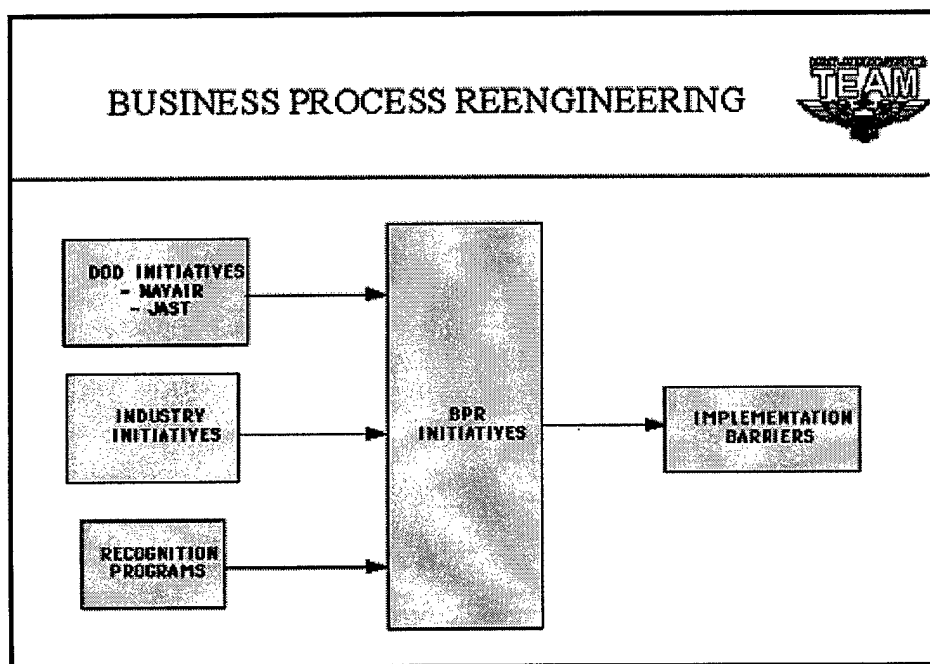 BUSINESS PROCESS REENGINEERING
TEAM
DOD INITIATIVES
- NAVAIR
- JAST
INDUSTRY
INITIATIVES
RECOGNITION
PROGRAMS
BPR
INITIATIVES
IMPLEMENTATION
BARRIERS